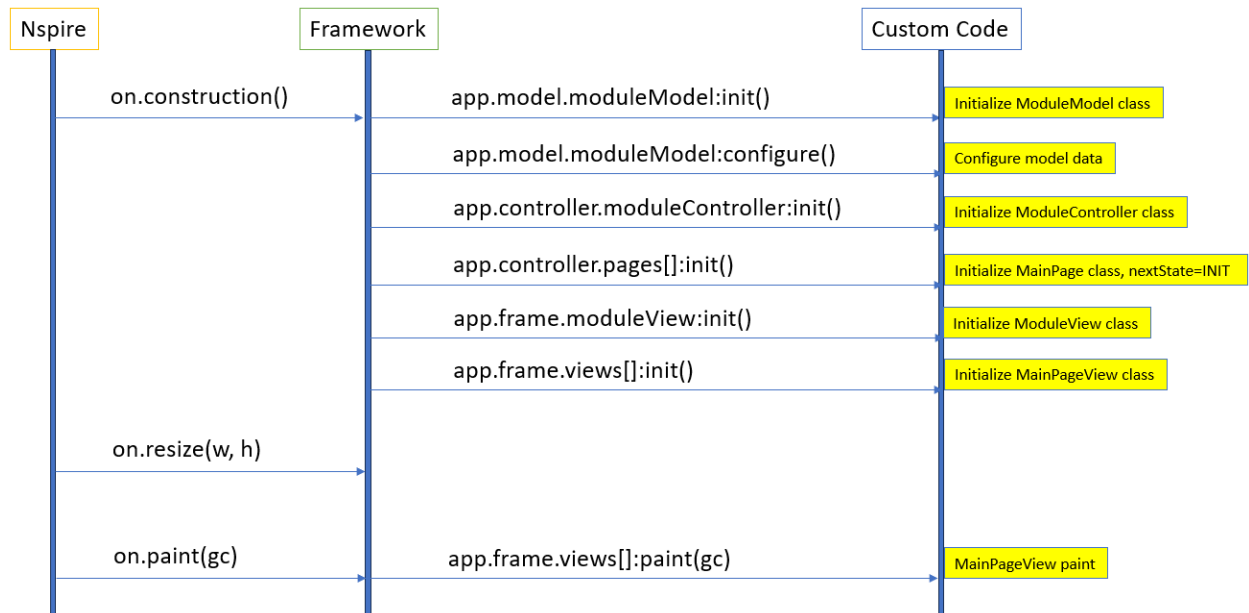 Nspire
Framework
Custom Code
on.construction()
app.model.moduleModel:init()
Initialize ModuleModel class
app.model.moduleModel:configure()
Configure model data
app.controller.moduleController:init()
Initialize ModuleController class
app.controller.pages[]:init()
Initialize MainPage class, nextState=INIT
app.frame.moduleView:init()
Initialize ModuleView class
app.frame.views[]:init()
Initialize MainPageView class
on.resize(w, h)
on.paint(gc)
app.frame.views[]:paint(gc)
MainPageView paint